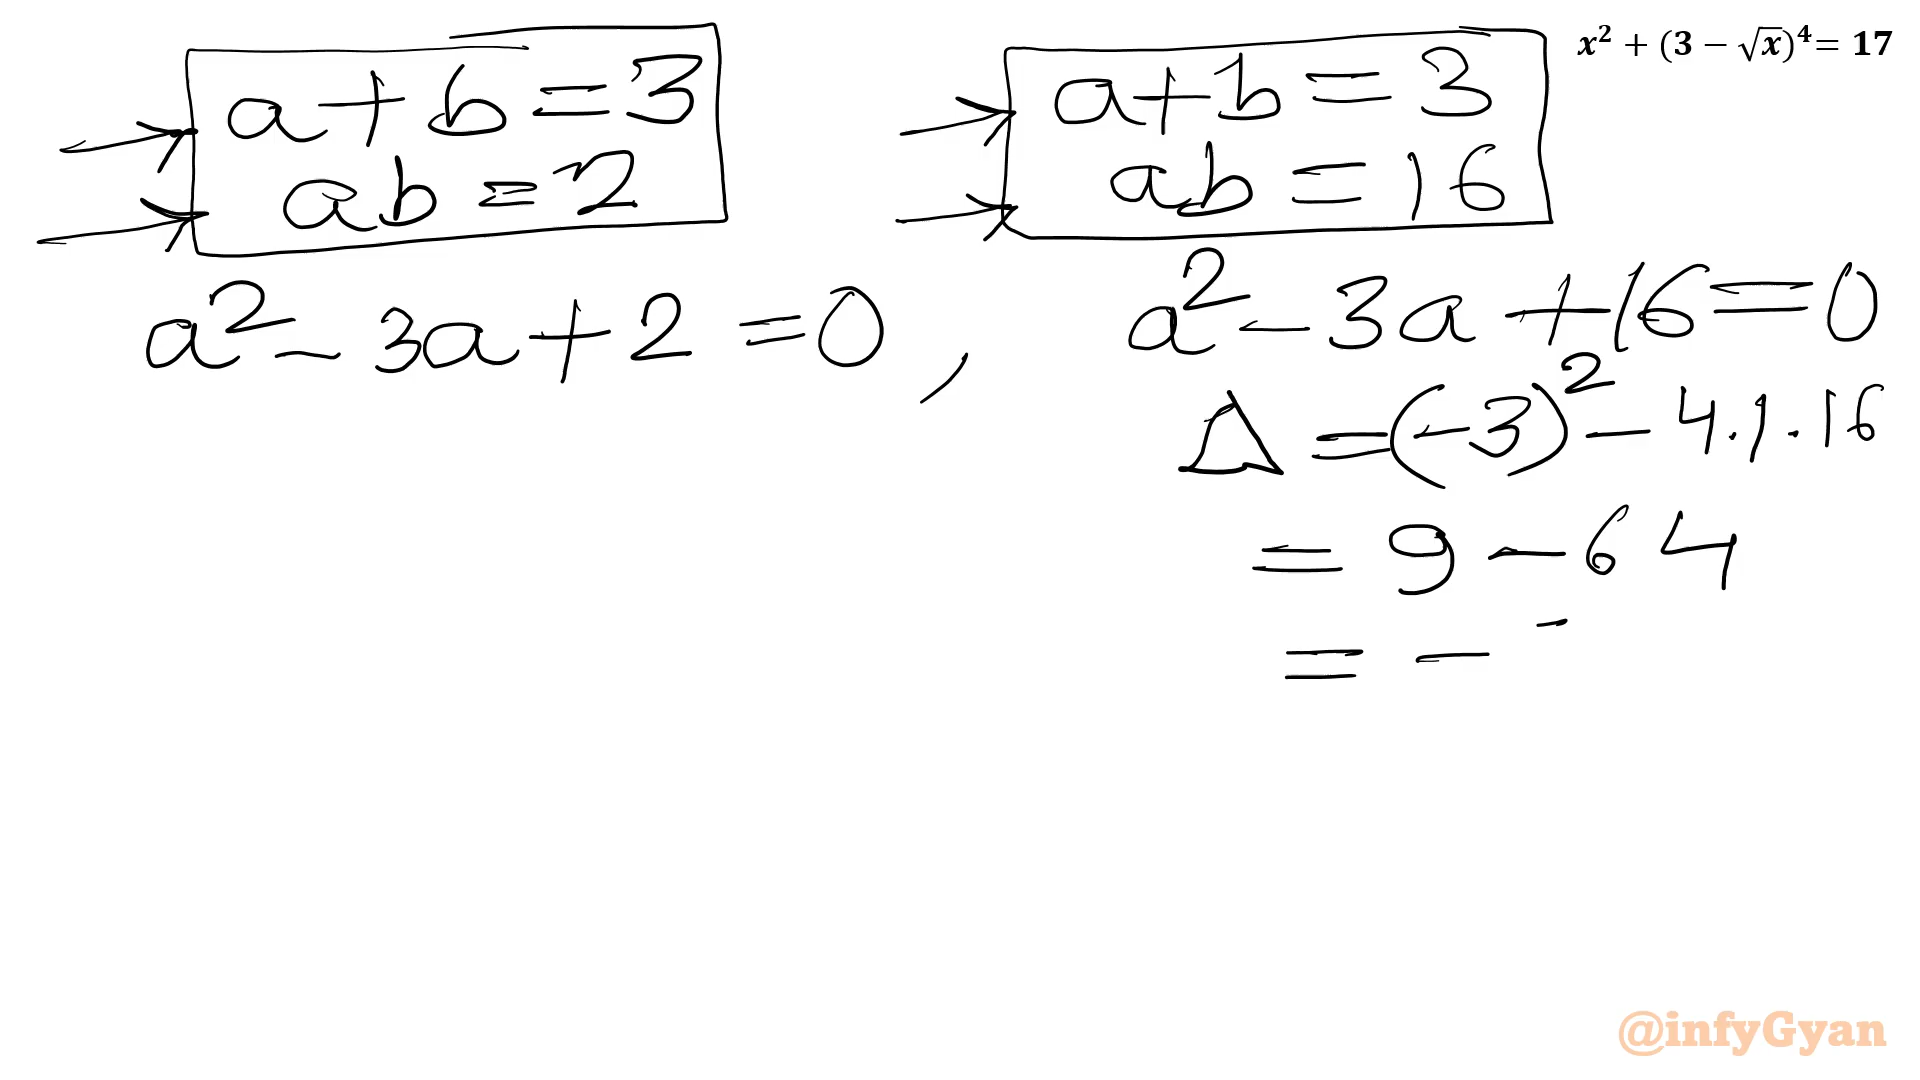 a+b=3
ab=2
a²-3a+2=0,
a+b=3
ab=16
a²-3a+16=0
Δ=(-3)²-4.1.16
=9-64
=-
x² + (3 − √x)⁴= 17
@infyGyan